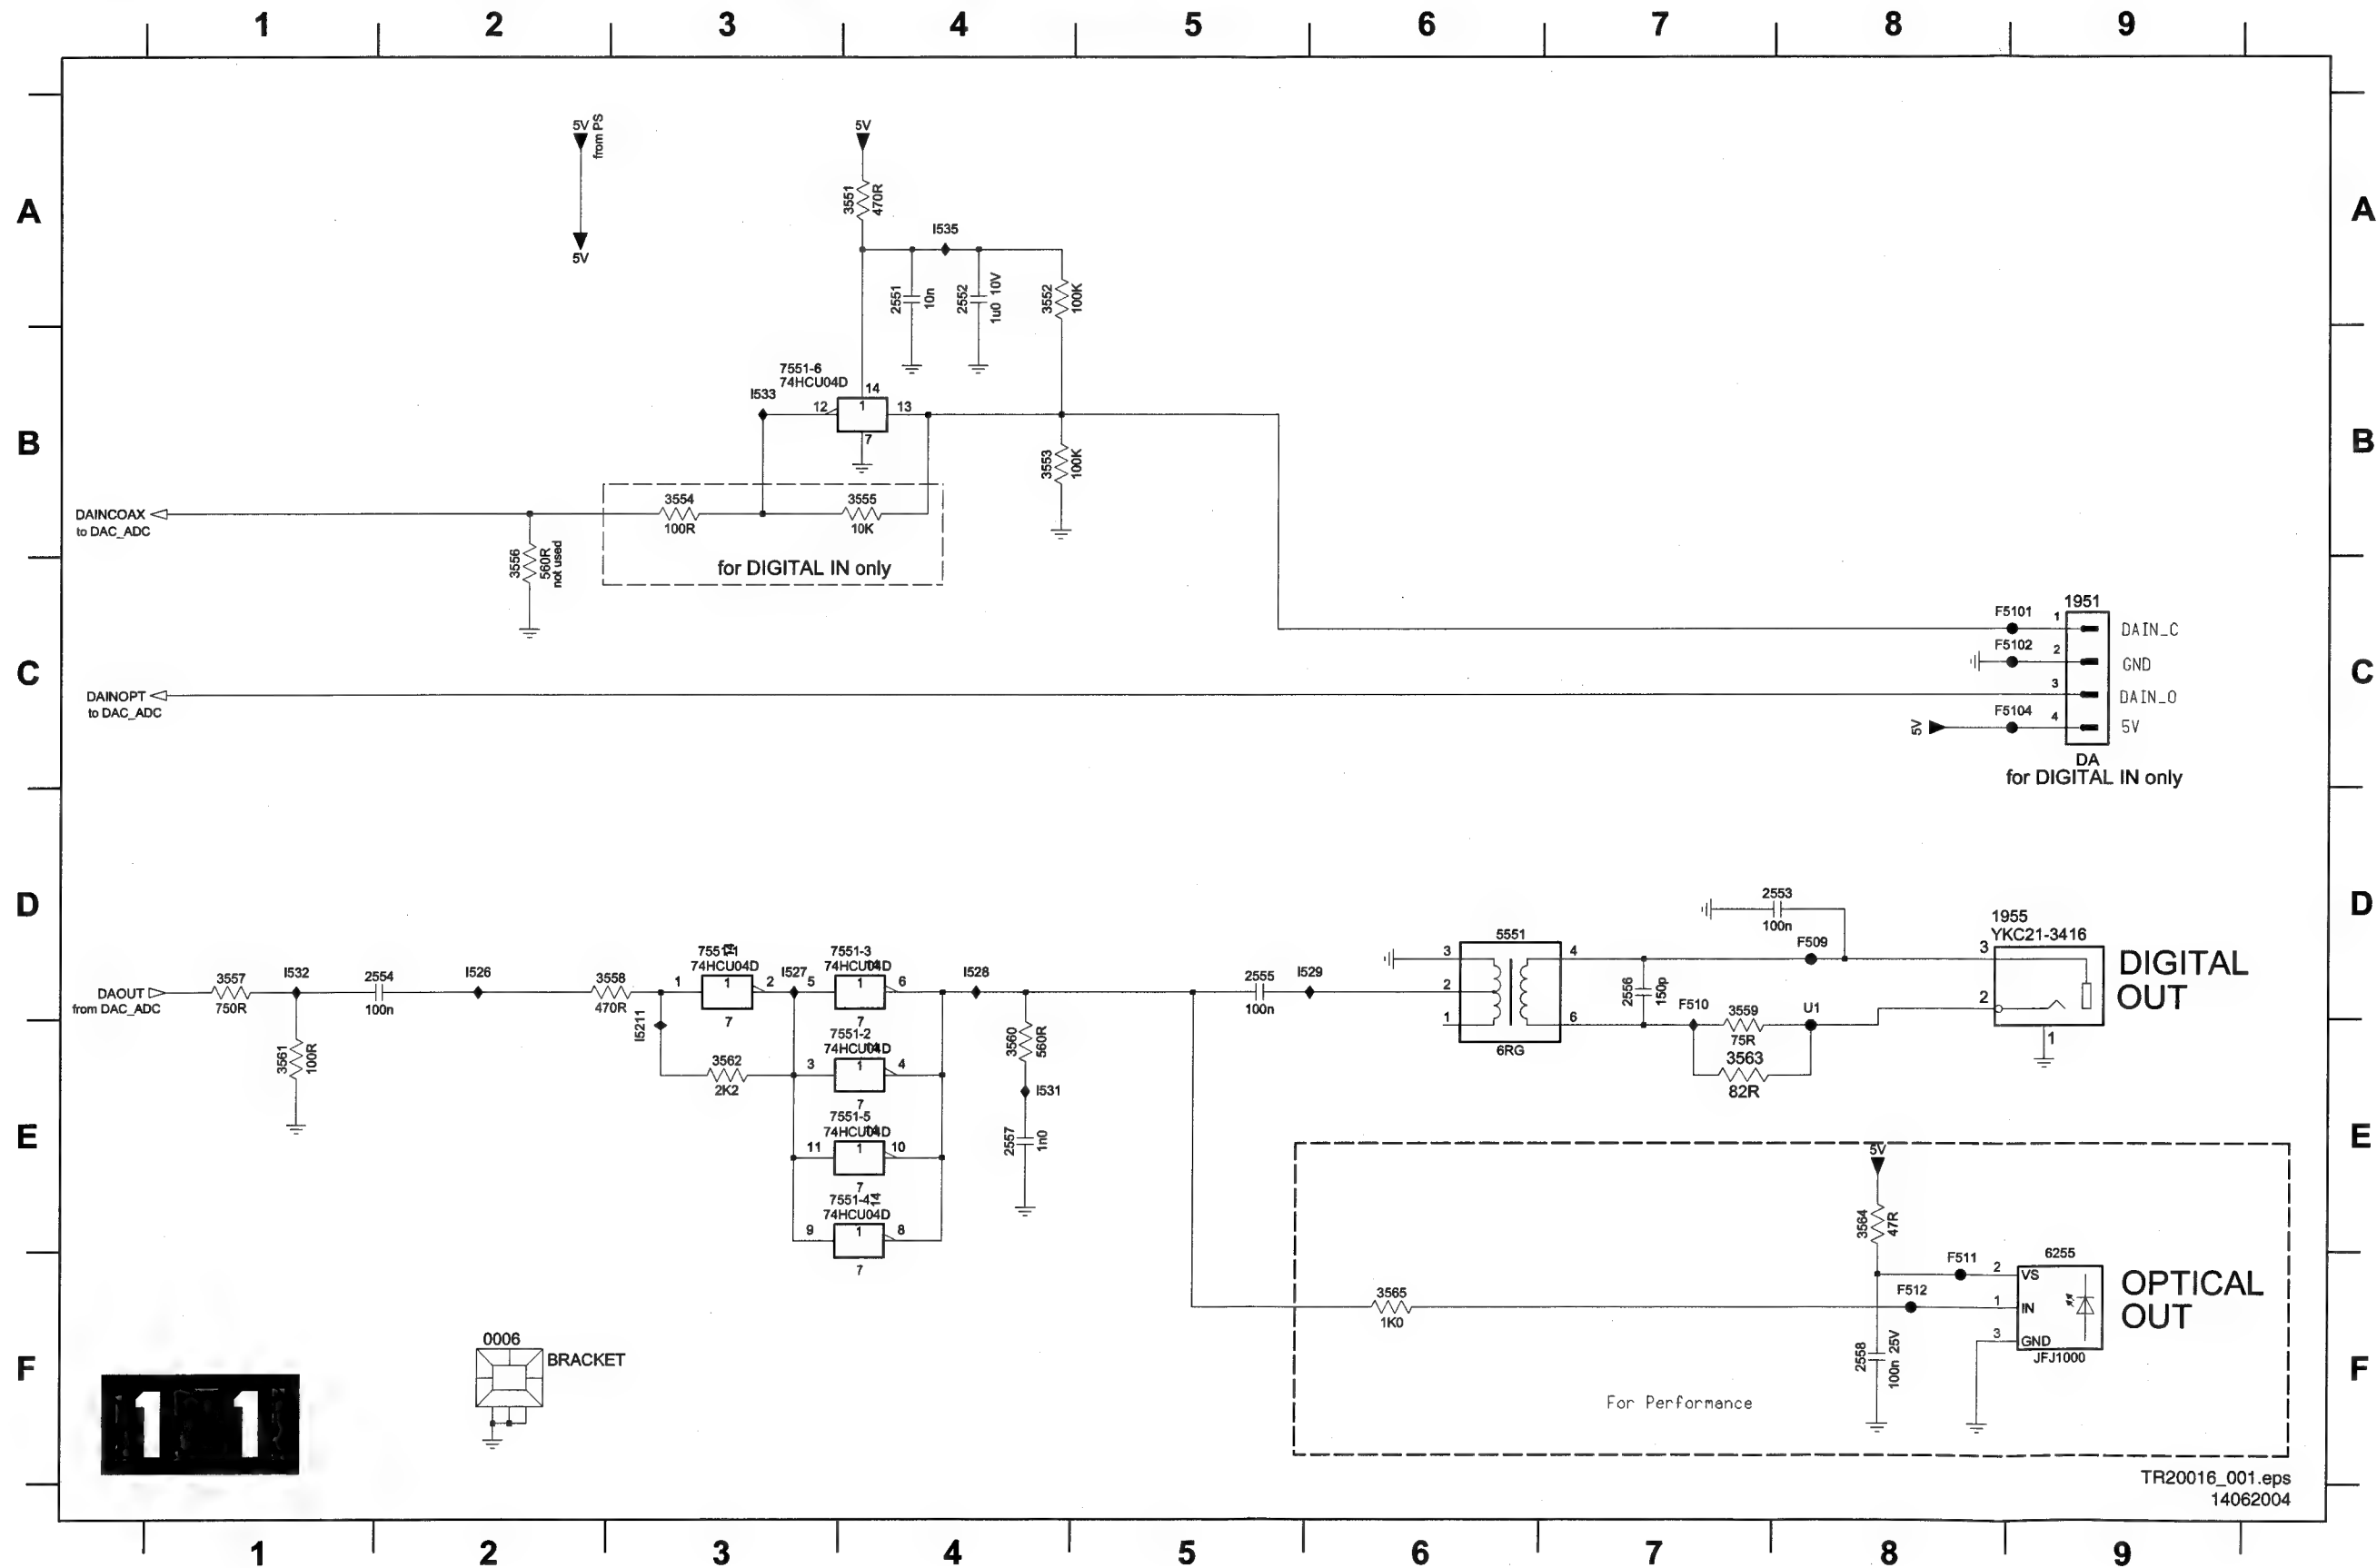 1 2 3 4 5 6 7 8 9
A A
5V from PS
5V
5V
3551 470R
I535
2551 10n
2552 1u0 10V
3552 100K
B B
7551-6
74HCU04D
I533
12 1 14 13
7
3553 100K
DAINCOAX
to DAC_ADC
3554
100R
3555
10K
for DIGITAL IN only
3556 560R not used
C C
1951
F5101 1 DAIN_C
F5102 2 GND
DAINOPT
to DAC_ADC
3 DAIN_O
5V F5104 4 5V
DA
for DIGITAL IN only
D D
2553
100n
F509
1955
YKC21-3416
3
2
1
DIGITAL
OUT
DAOUT
from DAC_ADC
3557
750R
I532
2554
100n
I526
3558
470R
I5211
7551-1
74HCU04D
1 1 2
7
I527
7551-3
74HCU04D
5 1 6
7
I528
2555
100n
I529
5551
3 4
2
1 6
6RG
2556 150p
F510
3559
75R
U1
3563
82R
E E
3561 100R
3562
2K2
7551-2
74HCU04D
3 1 4
7
7551-5
74HCU04D
11 1 10
7
7551-4 14
74HCU04D
9 1 8
7
3560 560R
I531
2557 1n0
5V
3564 47R
F F
F511
6255
2 VS
F512
1 IN
3 GND
JFJ1000
OPTICAL
OUT
3565
1K0
2558 100n 25V
For Performance
0006
BRACKET
1 1
TR20016_001.eps
14062004
1 2 3 4 5 6 7 8 9